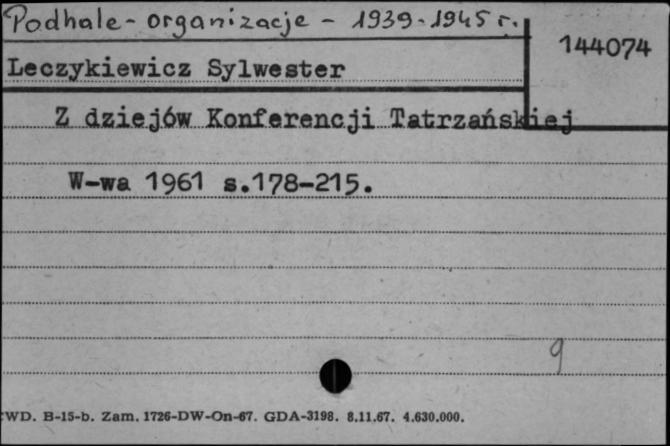 Podhale - organizacje - 1939-1945 r.
144074
Leczykiewicz Sylwester
Z dziejów Konferencji Tatrzańskiej
W-wa 1961 s.178-215.
9
WD. B-15-b. Zam. 1726-DW-On-67. GDA-3198. 8.11.67. 4.630.000.